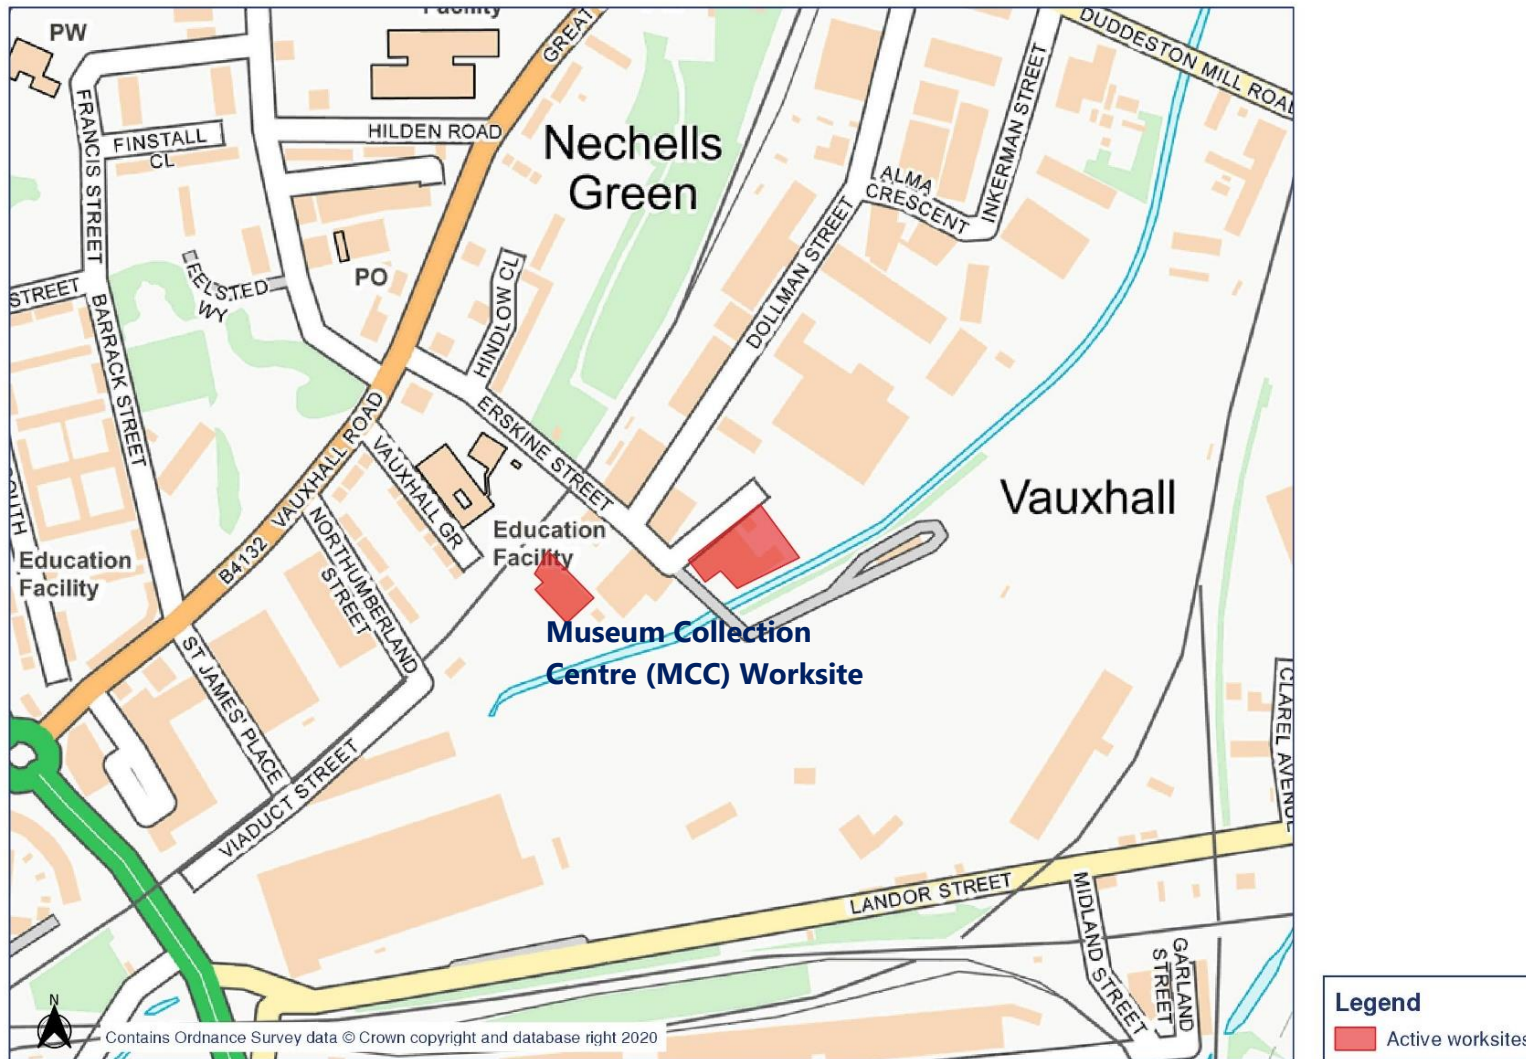 Facility
PW
GREAT
DUDDESTON MILL ROAD
FRANCIS STREET
FINSTALL
CL
HILDEN ROAD
Nechells
Green
ALMA
CRESCENT
INKERMAN STREET
DOLLMAN STREET
PO
EELSTED
WY
STREET
HINDLOW CL
BARRACK STREET
ERSKINE STREET
VAUXHALL GR
B4132 VAUXHALL ROAD
Vauxhall
Education
Facility
NORTHUMBERLAND
STREET
Education
Facility
Museum Collection
Centre (MCC) Worksite
ST JAMES' PLACE
VIADUCT STREET
CLAREL AVENUE
LANDOR STREET
MIDLAND STREET
GARLAND
STREET
N
Contains Ordnance Survey data © Crown copyright and database right 2020
Legend
Active worksites